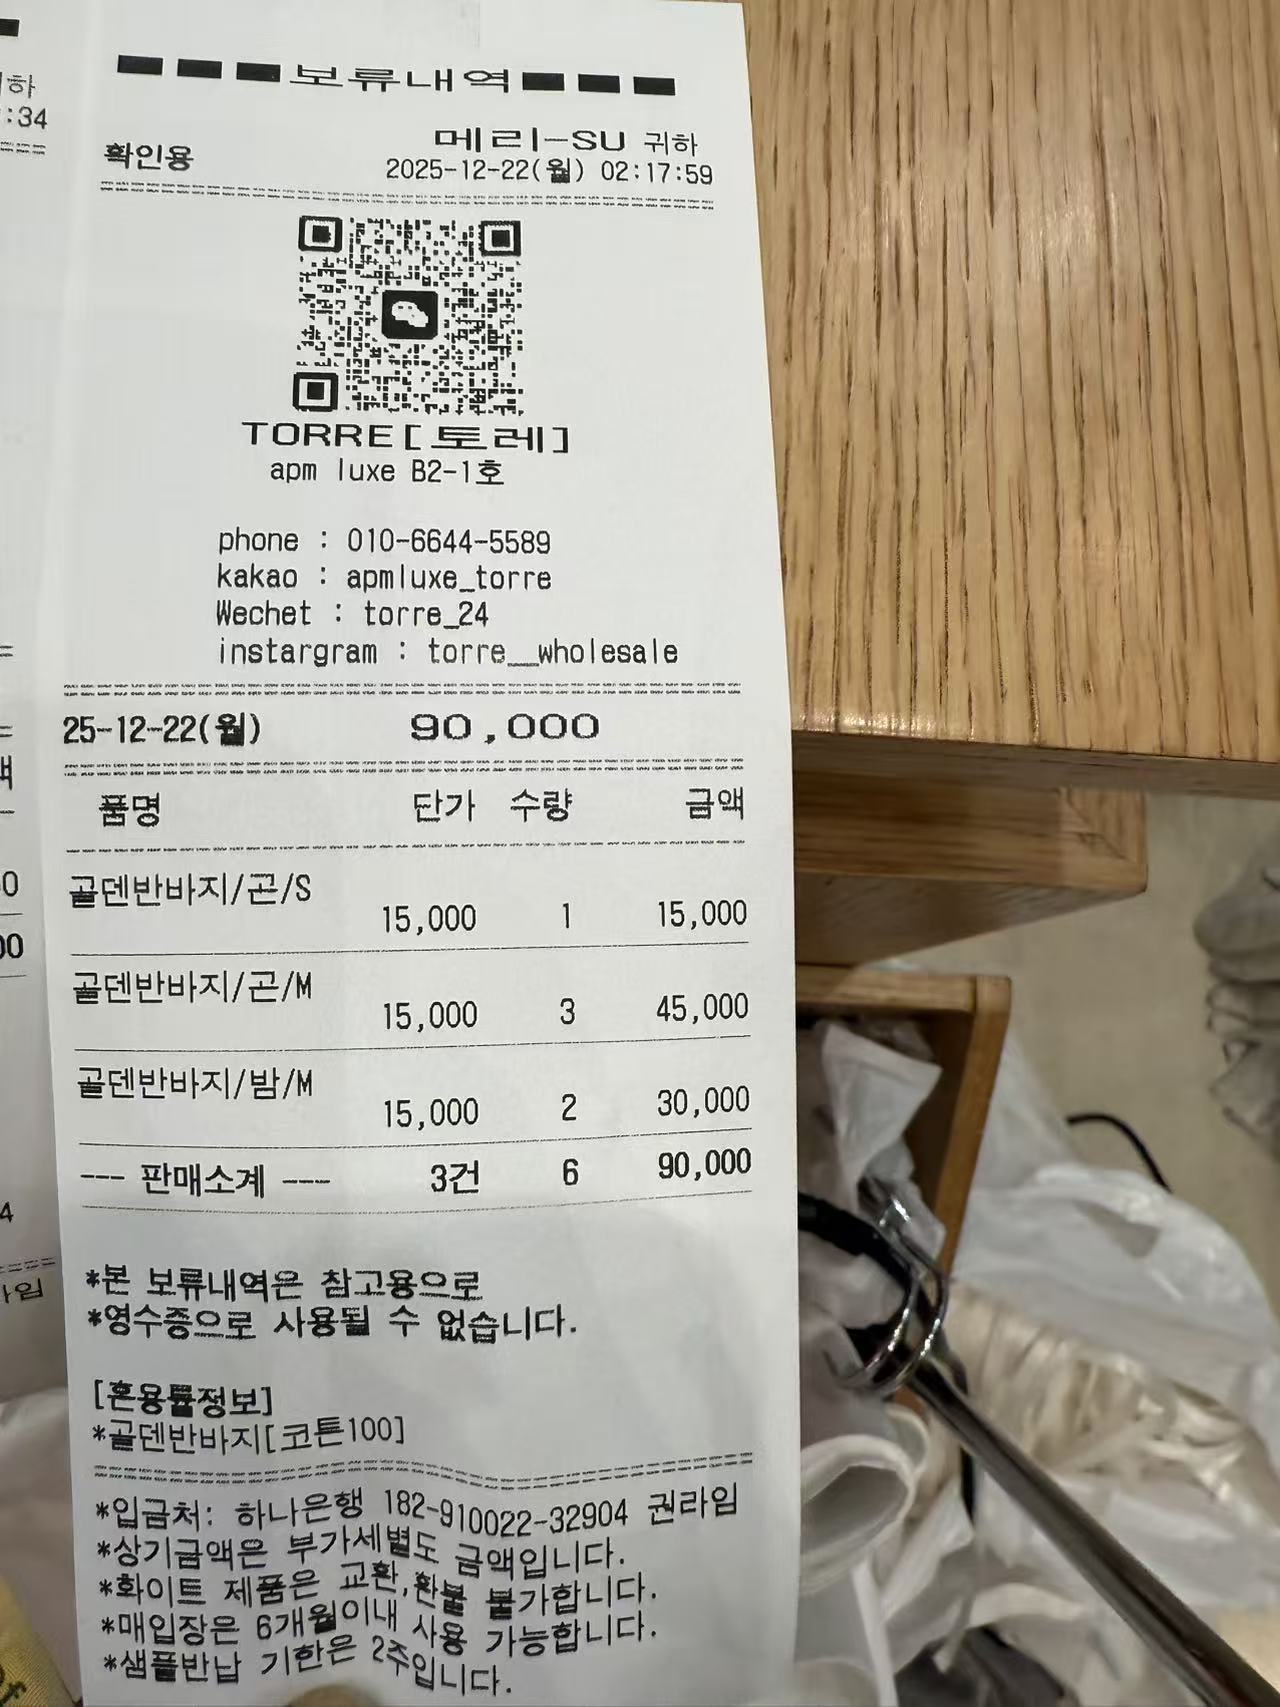 보류내역
메리-SU 귀하
확인용 2025-12-22(월) 02:17:59
TORRE[토레]
apm luxe B2-1호
phone : 010-6644-5589
kakao : apmluxe_torre
Wechet : torre_24
instargram : torre__wholesale
25-12-22(월) 90,000
품명 단가 수량 금액
골덴반바지/곤/S
15,000 1 15,000
골덴반바지/곤/M
15,000 3 45,000
골덴반바지/밤/M
15,000 2 30,000
--- 판매소계 --- 3건 6 90,000
*본 보류내역은 참고용으로
*영수증으로 사용될 수 없습니다.
[혼용률정보]
*골덴반바지[코튼100]
*입금처: 하나은행 182-910022-32904 권라임
*상기금액은 부가세별도 금액입니다.
*화이트 제품은 교환,환불 불가합니다.
*매입장은 6개월이내 사용 가능합니다.
*샘플반납 기한은 2주입니다.